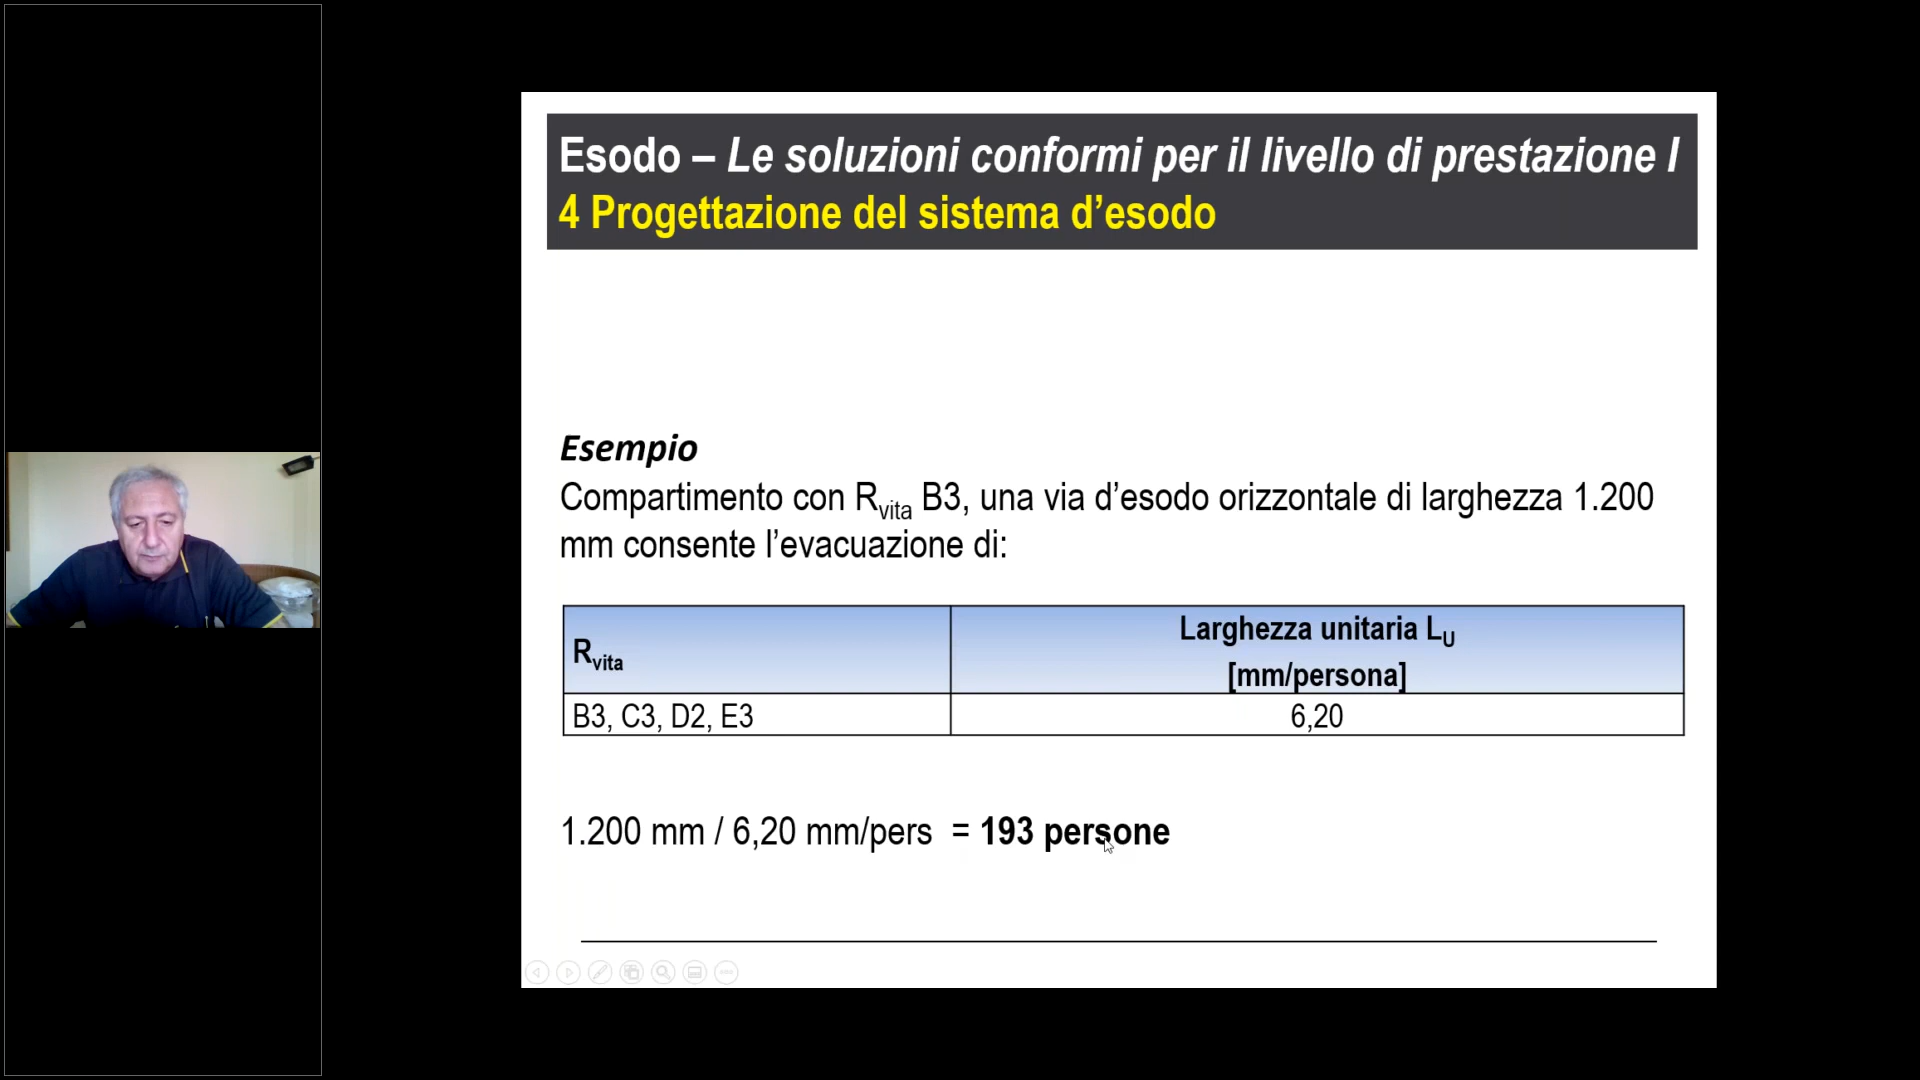 Esodo – Le soluzioni conformi per il livello di prestazione I
4 Progettazione del sistema d’esodo
Esempio
Compartimento con Rvita B3, una via d’esodo orizzontale di larghezza 1.200
mm consente l’evacuazione di:
Rvita
Larghezza unitaria LU
[mm/persona]
B3, C3, D2, E3
6,20
1.200 mm / 6,20 mm/pers = 193 persone